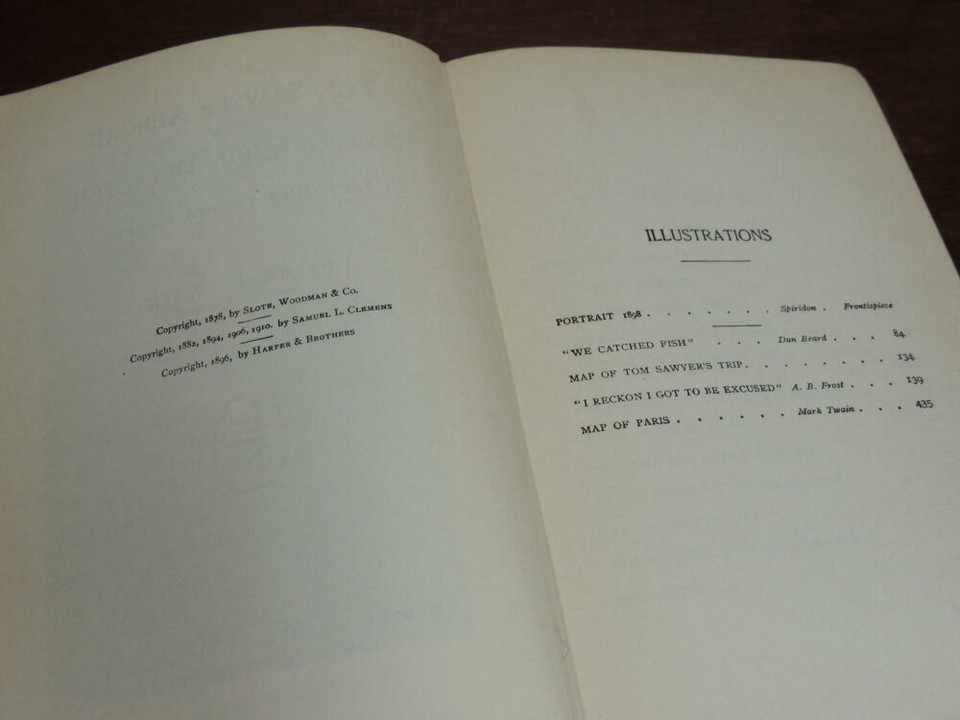 Copyright, 1878, by Slote, Woodman & Co.
Copyright, 1882, 1894, 1906, 1910. by Samuel L. Clemens
Copyright, 1896, by Harper & Brothers
ILLUSTRATIONS
PORTRAIT 1898 . . . . . . . Spiridon . Frontispiece
"WE CATCHED FISH" . . . Dan Beard . . . 84
MAP OF TOM SAWYER'S TRIP. . . . . . . . 134
"I RECKON I GOT TO BE EXCUSED" A. B. Frost . . . 139
MAP OF PARIS . . . . . . Mark Twain . . . 435